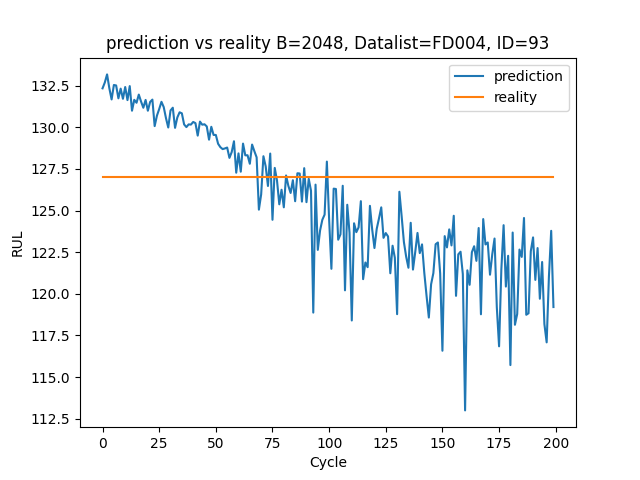 prediction vs reality B=2048, Datalist=FD004, ID=93
prediction
reality
RUL
132.5
130.0
127.5
125.0
122.5
120.0
117.5
115.0
112.5
0 25 50 75 100 125 150 175 200
Cycle